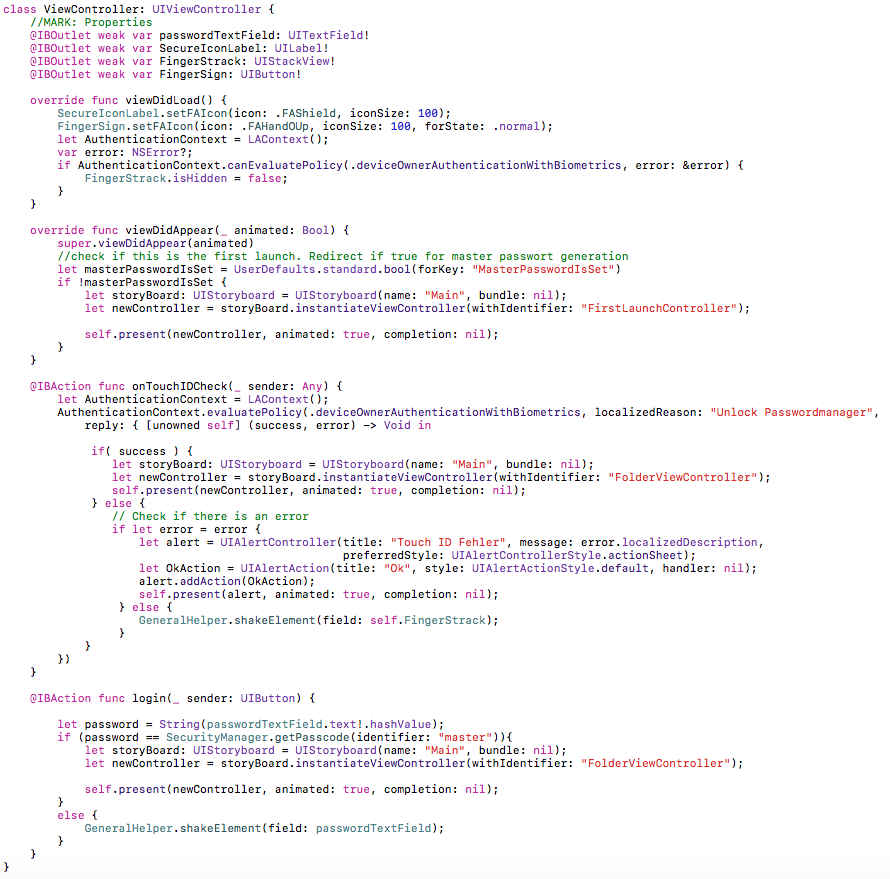 class ViewController: UIViewController {
//MARK: Properties
@IBOutlet weak var passwordTextField: UITextField!
@IBOutlet weak var SecureIconLabel: UILabel!
@IBOutlet weak var FingerStrack: UIStackView!
@IBOutlet weak var FingerSign: UIButton!
override func viewDidLoad() {
SecureIconLabel.setFAIcon(icon: .FAShield, iconSize: 100);
FingerSign.setFAIcon(icon: .FAHandOUp, iconSize: 100, forState: .normal);
let AuthenticationContext = LAContext();
var error: NSError?;
if AuthenticationContext.canEvaluatePolicy(.deviceOwnerAuthenticationWithBiometrics, error: &error) {
FingerStrack.isHidden = false;
}
}
override func viewDidAppear(_ animated: Bool) {
super.viewDidAppear(animated)
//check if this is the first launch. Redirect if true for master passwort generation
let masterPasswordIsSet = UserDefaults.standard.bool(forKey: "MasterPasswordIsSet")
if !masterPasswordIsSet {
let storyBoard: UIStoryboard = UIStoryboard(name: "Main", bundle: nil);
let newController = storyBoard.instantiateViewController(withIdentifier: "FirstLaunchController");
self.present(newController, animated: true, completion: nil);
}
}
@IBAction func onTouchIDCheck(_ sender: Any) {
let AuthenticationContext = LAContext();
AuthenticationContext.evaluatePolicy(.deviceOwnerAuthenticationWithBiometrics, localizedReason: "Unlock Passwordmanager",
reply: { [unowned self] (success, error) -> Void in
if( success ) {
let storyBoard: UIStoryboard = UIStoryboard(name: "Main", bundle: nil);
let newController = storyBoard.instantiateViewController(withIdentifier: "FolderViewController");
self.present(newController, animated: true, completion: nil);
} else {
// Check if there is an error
if let error = error {
let alert = UIAlertController(title: "Touch ID Fehler", message: error.localizedDescription,
preferredStyle: UIAlertControllerStyle.actionSheet);
let OkAction = UIAlertAction(title: "Ok", style: UIAlertActionStyle.default, handler: nil);
alert.addAction(OkAction);
self.present(alert, animated: true, completion: nil);
} else {
GeneralHelper.shakeElement(field: self.FingerStrack);
}
}
})
}
@IBAction func login(_ sender: UIButton) {
let password = String(passwordTextField.text!.hashValue);
if (password == SecurityManager.getPasscode(identifier: "master")){
let storyBoard: UIStoryboard = UIStoryboard(name: "Main", bundle: nil);
let newController = storyBoard.instantiateViewController(withIdentifier: "FolderViewController");
self.present(newController, animated: true, completion: nil);
}
else {
GeneralHelper.shakeElement(field: passwordTextField);
}
}
}